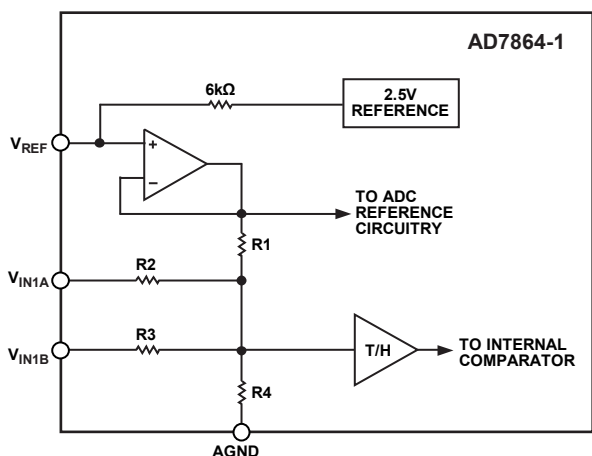 AD7864-1
6kΩ
2.5V
REFERENCE
VREF
+
−
TO ADC
REFERENCE
CIRCUITRY
R1
VIN1A
R2
VIN1B
R3
T/H
TO INTERNAL
COMPARATOR
R4
AGND